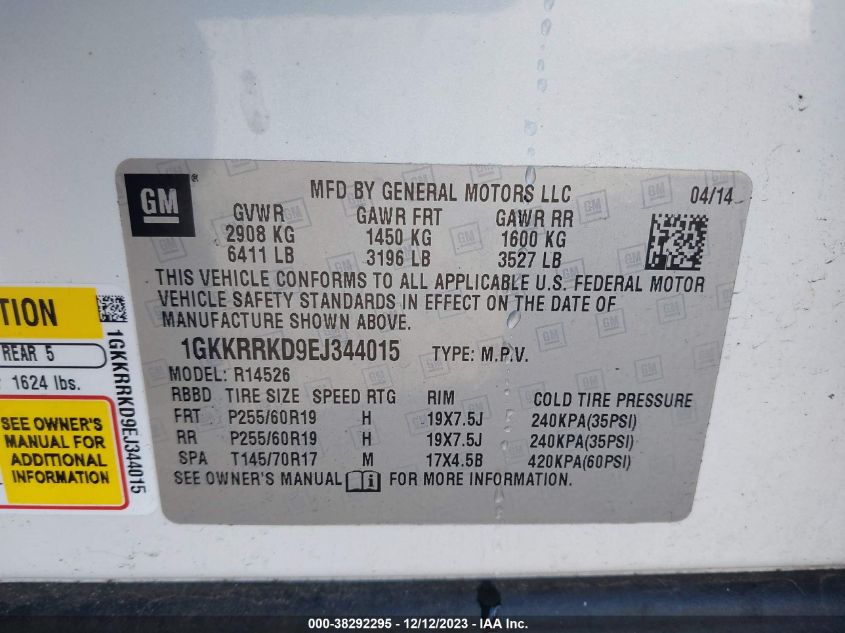 GM
MFD BY GENERAL MOTORS LLC
04/14
GVWR GAWR FRT GAWR RR
2908 KG 1450 KG 1600 KG
6411 LB 3196 LB 3527 LB
THIS VEHICLE CONFORMS TO ALL APPLICABLE U.S. FEDERAL MOTOR
VEHICLE SAFETY STANDARDS IN EFFECT ON THE DATE OF
MANUFACTURE SHOWN ABOVE.
1GKKRRKD9EJ344015 TYPE: M.P.V.
MODEL: R14526
RBBD TIRE SIZE SPEED RTG RIM COLD TIRE PRESSURE
FRT P255/60R19 H 19X7.5J 240KPA(35PSI)
RR P255/60R19 H 19X7.5J 240KPA(35PSI)
SPA T145/70R17 M 17X4.5B 420KPA(60PSI)
SEE OWNER'S MANUAL FOR MORE INFORMATION.
TION
REAR 5
1624 lbs.
SEE OWNER'S
MANUAL FOR
ADDITIONAL
INFORMATION
1GKKRRKD9EJ344015
000-38292295 - 12/12/2023 - IAA Inc.